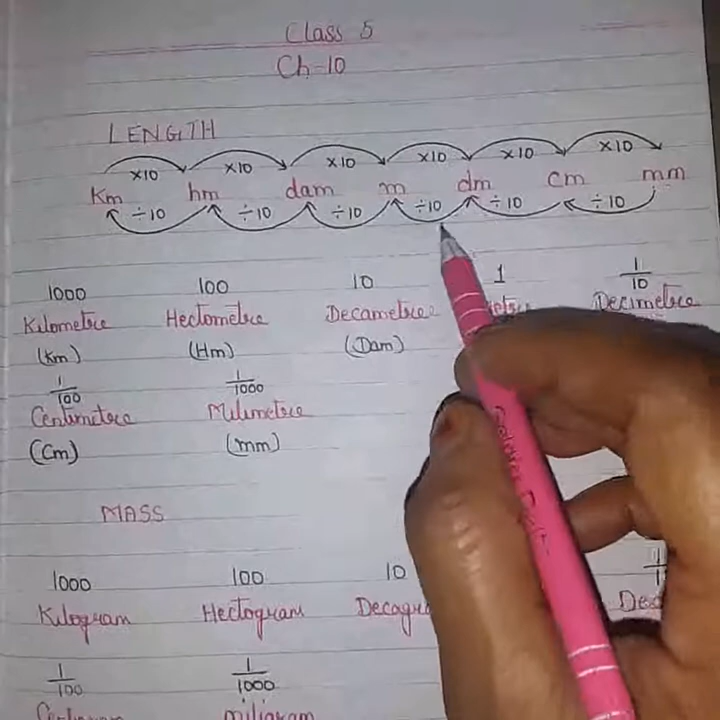 Class 5
Ch-10
LENGTH
×10 ×10 ×10 ×10 ×10 ×10
Km hm dam m dm cm mm
÷10 ÷10 ÷10 ÷10 ÷10 ÷10
1000 100 10 1 1/10
Kilometre Hectometre Decametre Decimetre
(Km) (Hm) (Dam)
1/100 1/1000
Centimetre Milimetre
(Cm) (mm)
MASS
1000 100 10
Kilogram Hectogram
1/100 1/1000
miligram